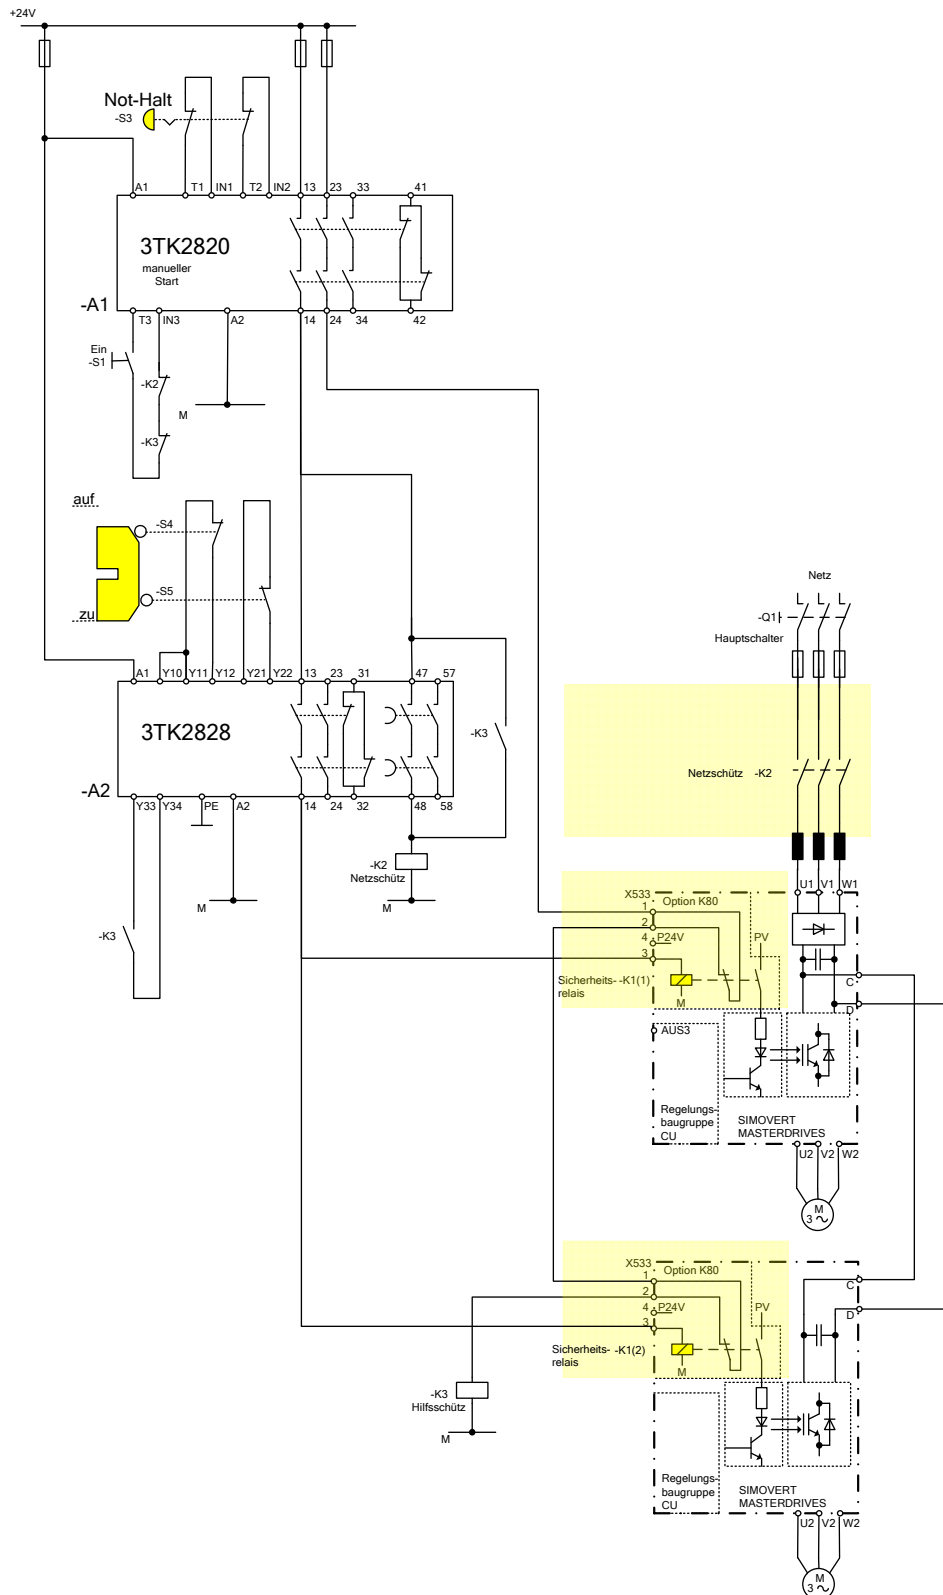 +24V
Not-Halt
-S3
A1 T1 IN1 T2 IN2 13 23 33 41
3TK2820
manueller
Start
-A1
T3 IN3 A2 14 24 34 42
Ein
-S1
-K2
M
-K3
auf
-S4
-S5
zu
Netz
-Q1
Hauptschalter
A1 Y10 Y11 Y12 Y21 Y22 13 23 31 47 57
3TK2828
-K3
Netzschütz -K2
-A2
Y33 Y34 PE A2 14 24 32 48 58
-K2
Netzschütz
M M
-K3
U1 V1 W1
X533
Option K80
1
2
4 P24V PV
3
C
Sicherheits- -K1(1)
relais
M
D
AUS3
Regelungs-
baugruppe
CU
SIMOVERT
MASTERDRIVES
U2 V2 W2
M
3
X533
Option K80
1
C
2
4 P24V PV
D
3
Sicherheits- -K1(2)
relais
M
-K3
Hilfsschütz
M
Regelungs-
baugruppe
CU
SIMOVERT
MASTERDRIVES
U2 V2 W2
M
3